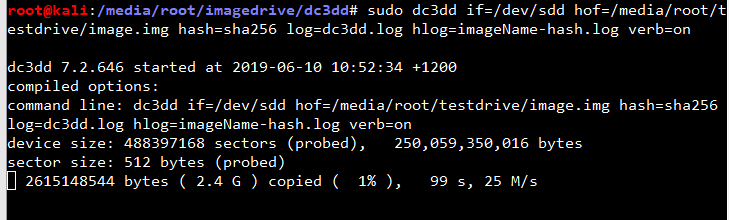 root@kali:/media/root/imagedrive/dc3dd# sudo dc3dd if=/dev/sdd hof=/media/root/t
estdrive/image.img hash=sha256 log=dc3dd.log hlog=imageName-hash.log verb=on
dc3dd 7.2.646 started at 2019-06-10 10:52:34 +1200
compiled options:
command line: dc3dd if=/dev/sdd hof=/media/root/testdrive/image.img hash=sha256
log=dc3dd.log hlog=imageName-hash.log verb=on
device size: 488397168 sectors (probed),   250,059,350,016 bytes
sector size: 512 bytes (probed)
2615148544 bytes ( 2.4 G ) copied (  1% ),   99 s, 25 M/s